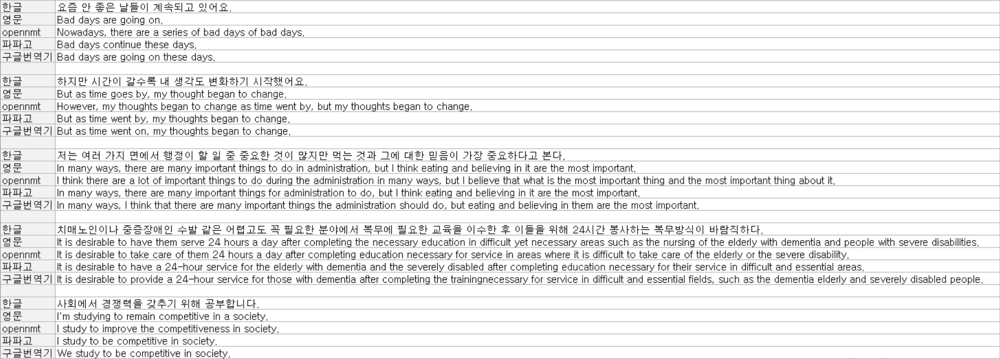 한글 요즘 안 좋은 날들이 계속되고 있어요.
영문 Bad days are going on.
opennmt Nowadays, there are a series of bad days of bad days.
파파고 Bad days continue these days.
구글번역기 Bad days are going on these days.
한글 하지만 시간이 갈수록 내 생각도 변화하기 시작했어요.
영문 But as time goes by, my thought began to change.
opennmt However, my thoughts began to change as time went by, but my thoughts began to change.
파파고 But as time went by, my thoughts began to change.
구글번역기 But as time went on, my thoughts began to change.
한글 저는 여러 가지 면에서 행정이 할 일 중 중요한 것이 많지만 먹는 것과 그에 대한 믿음이 가장 중요하다고 본다.
영문 In many ways, there are many important things to do in administration, but I think eating and believing in it are the most important.
opennmt I think there are a lot of important things to do during the administration in many ways, but I believe that what is the most important thing and the most important thing about it.
파파고 In many ways, there are many important things for administration to do, but I think eating and believing in it are the most important.
구글번역기 In many ways, I think that there are many important things the administration should do, but eating and believing in them are the most important.
한글 치매노인이나 중증장애인 수발 같은 어렵고도 꼭 필요한 분야에서 복무에 필요한 교육을 이수한 후 이들을 위해 24시간 봉사하는 복무방식이 바람직하다.
영문 It is desirable to have them serve 24 hours a day after completing the necessary education in difficult yet necessary areas such as the nursing of the elderly with dementia and people with severe disabilities.
opennmt It is desirable to take care of them 24 hours a day after completing education necessary for service in areas where it is difficult to take care of the elderly or the severe disability.
파파고 It is desirable to have a 24-hour service for the elderly with dementia and the severely disabled after completing education necessary for their service in difficult and essential areas.
구글번역기 It is desirable to provide a 24-hour service for those with dementia after completing the trainingnecessary for service in difficult and essential fields, such as the dementia elderly and severely disabled people.
한글 사회에서 경쟁력을 갖추기 위해 공부합니다.
영문 I'm studying to remain competitive in a society.
opennmt I study to improve the competitiveness in society.
파파고 I study to be competitive in society.
구글번역기 We study to be competitive in society.